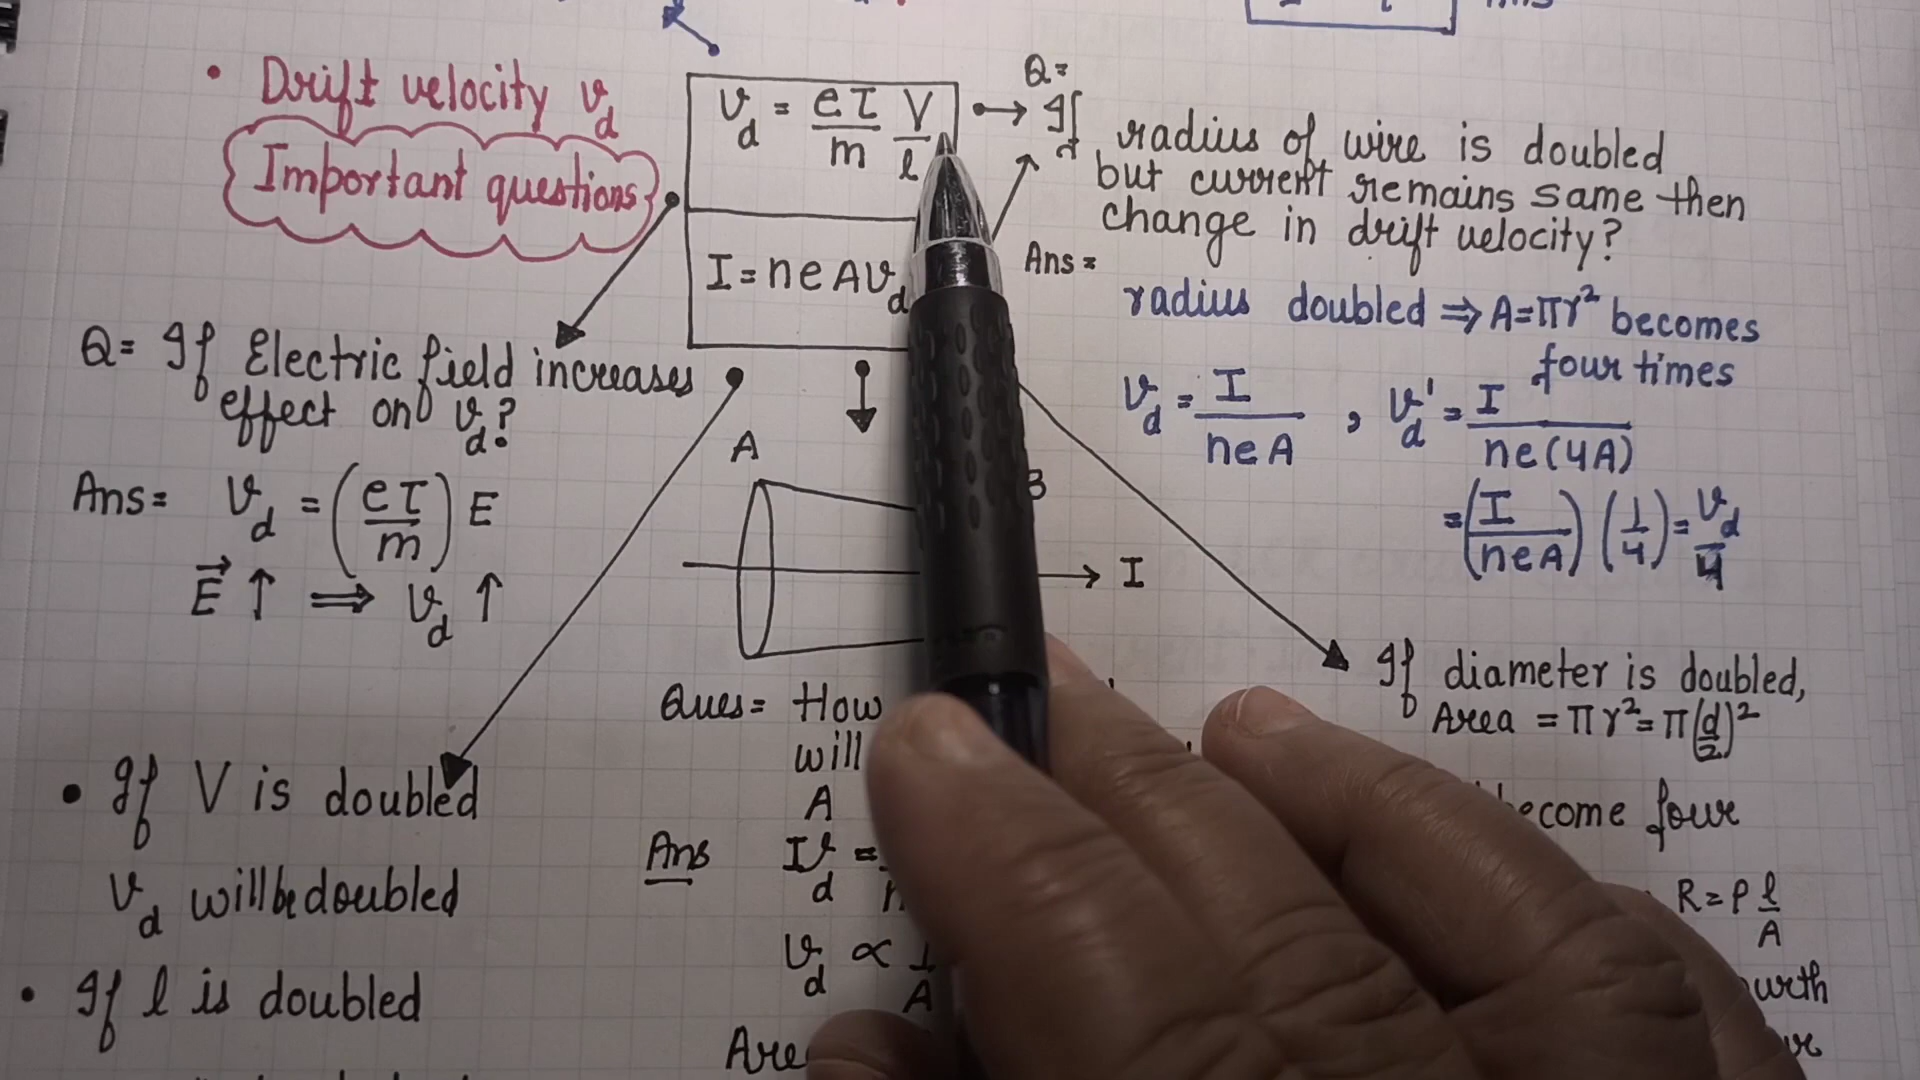 • Drift velocity v_d
Important questions
v_d = eτ/m V/l
I = neAv_d
Q=
If radius of wire is doubled
but current remains same then
change in drift velocity?
Ans =
radius doubled ⇒ A=πr² becomes
four times
v_d = I/neA , v_d' = I/ne(4A)
= (I/neA) (1/4) = v_d/4
Q= If Electric field increases
effect on v_d?
Ans = v_d = (eτ/m) E
E⃗ ↑ ⇒ v_d ↑
A
B
I
If diameter is doubled,
Area = πr² = π(d/2)²
become four
R = ρ l/A
Ques = How
will
A
Ans
v_d ∝ 1/A
• If V is doubled
v_d will be doubled
• If l is doubled